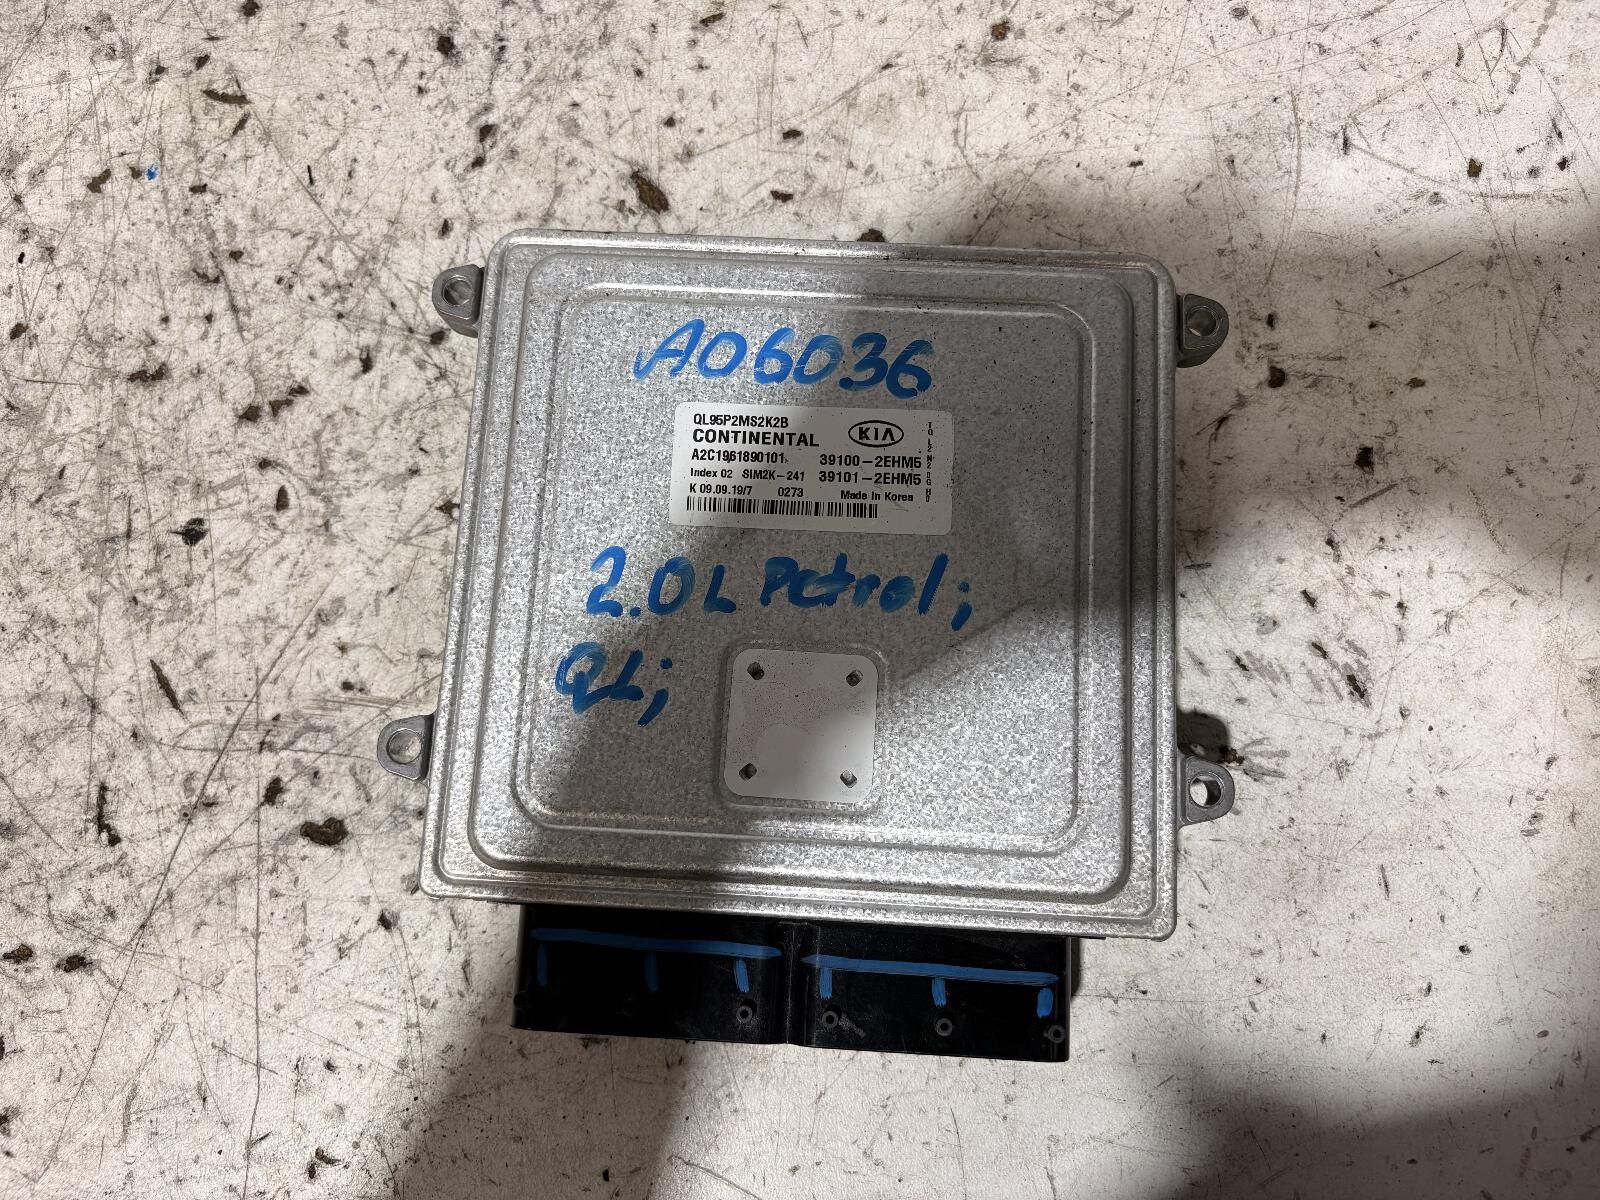 A06036
QL95P2MS2K2B
CONTINENTAL KIA
A2C1961890101 39100-2EHM5
Index 02 SIM2K-241 39101-2EHM5
K 09.09.19/7 0273 Made In Korea
2.0L Petrol;
QL;